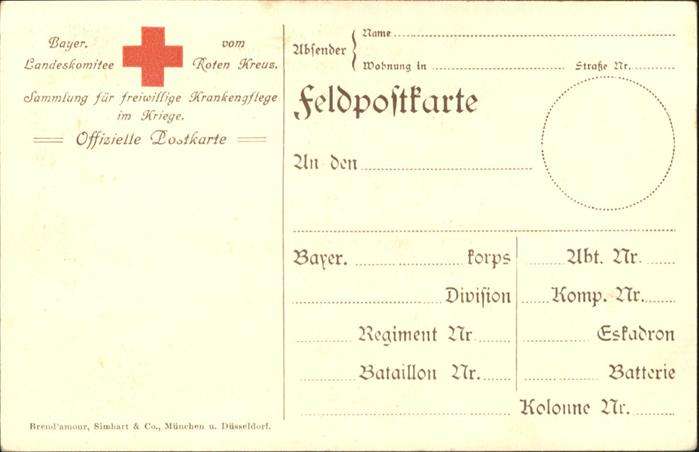 Bayer. vom
Landeskomitee Roten Kreuz.
Sammlung für freiwillige Krankenpflege
im Kriege.
Offizielle Postkarte
Brend'amour, Simhart & Co., München u. Düsseldorf.
Absender
Name
Wohnung in Straße Nr.
Feldpostkarte
An den
Bayer. korps
Division
Regiment Nr.
Bataillon Nr.
Abt. Nr.
Komp. Nr.
Eskadron
Batterie
Kolonne Nr.